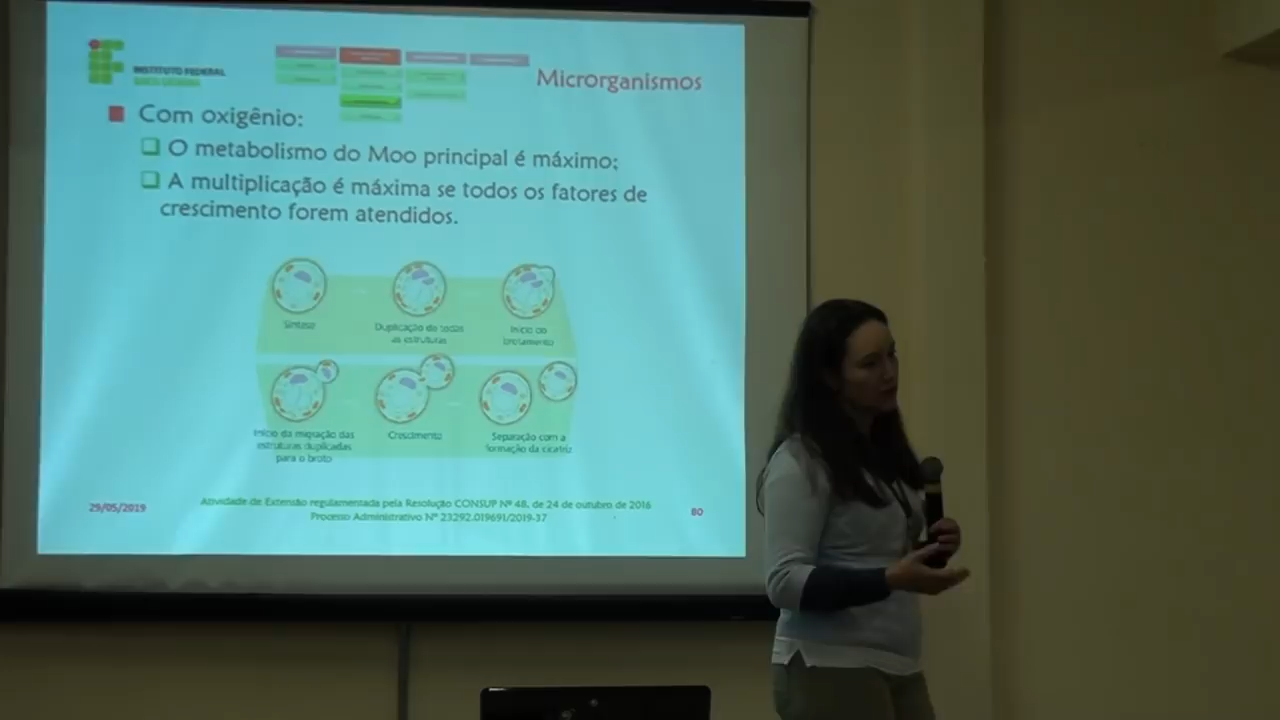 INSTITUTO FEDERAL
Microrganismos
Com oxigênio:
O metabolismo do Moo principal é máximo;
A multiplicação é máxima se todos os fatores de
crescimento forem atendidos.
Síntese
Duplicação de todas
as estruturas
Início do
brotamento
Início da migração das
estruturas duplicadas
para o broto
Crescimento
Separação com a
formação da cicatriz
29/05/2019
Atividade de Extensão regulamentada pela Resolução CONSUP Nº 48, de 24 de outubro de 2016
Processo Administrativo Nº 23292.019691/2019-37
80